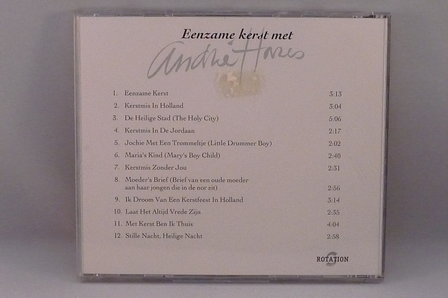 Eenzame kerst met
André Hazes
1. Eenzame Kerst 3:13
2. Kerstmis In Holland 3:04
3. De Heilige Stad (The Holy City) 5:06
4. Kerstmis In De Jordaan 2:17
5. Jochie Met Een Trommeltje (Little Drummer Boy) 2:02
6. Maria's Kind (Mary's Boy Child) 2:40
7. Kerstmis Zonder Jou 2:31
8. Moeder's Brief (Brief van een oude moeder
aan haar jongen die in de nor zit) 2:56
9. Ik Droom Van Een Kerstfeest In Holland 3:14
10. Laat Het Altijd Vrede Zijn 2:55
11. Met Kerst Ben Ik Thuis 4:04
12. Stille Nacht, Heilige Nacht 2:58
ROTATION